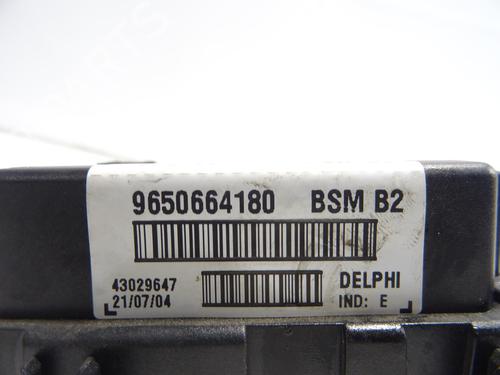 9650664180 BSM B2
43029647 DELPHI
21/07/04 IND: E